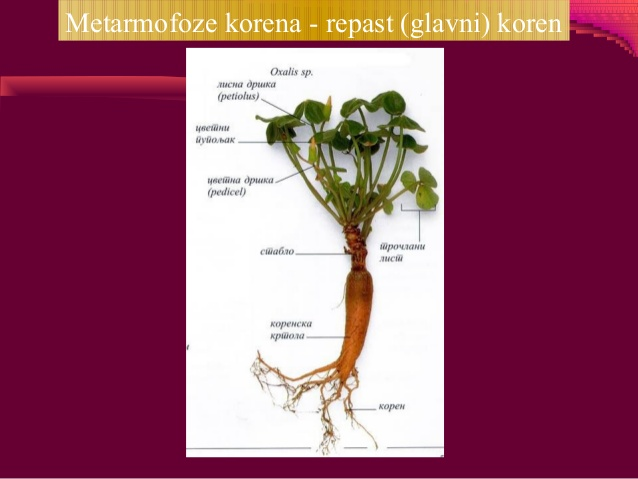 Metarmofoze korena - repast (glavni) koren
Oxalis sp.
лисна дршка
(petiolus)
цветни
пупољак
цветна дршка
(pedicel)
стабло
трочлани
лист
коренска
кртола
корен